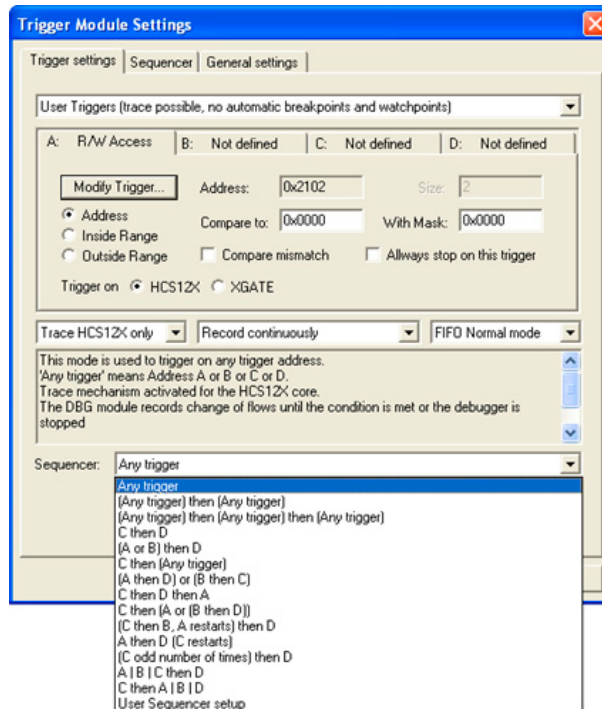 Trigger Module Settings
Trigger settings Sequencer General settings
User Triggers (trace possible, no automatic breakpoints and watchpoints)
A: R/W Access B: Not defined C: Not defined D: Not defined
Modify Trigger... Address: 0x2102 Size: 2
Address Compare to: 0x0000 With Mask: 0x0000
Inside Range
Outside Range Compare mismatch Allways stop on this trigger
Trigger on HCS12X XGATE
Trace HCS12X only Record continuously FIFO Normal mode
This mode is used to trigger on any trigger address.
'Any trigger' means Address A or B or C or D.
Trace mechanism activated for the HCS12X core.
The DBG module records change of flows until the condition is met or the debugger is
stopped
Sequencer: Any trigger
Any trigger
(Any trigger) then (Any trigger)
(Any trigger) then (Any trigger) then (Any trigger)
C then D
(A or B) then D
C then (Any trigger)
(A then D) or (B then C)
C then D then A
C then (A or (B then D))
(C then B, A restarts) then D
A then D (C restarts)
(C odd number of times) then D
A | B | C then D
C then A | B | D
User Sequencer setup